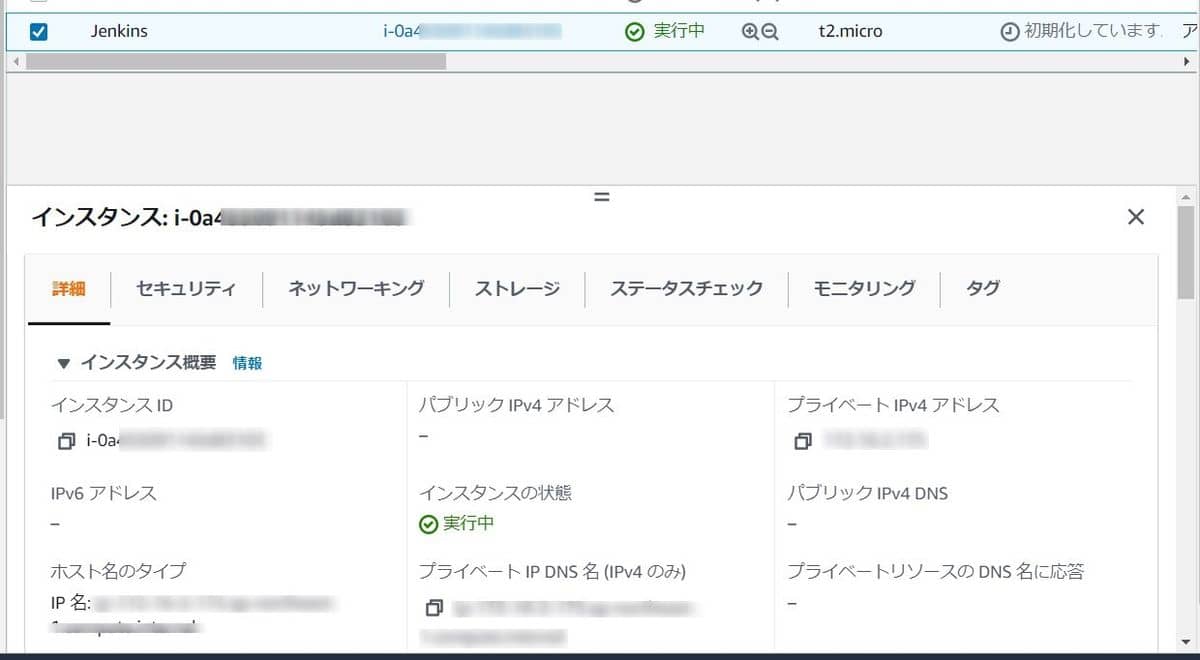 Jenkins i-0a4 実行中 t2.micro 初期化しています ア
インスタンス: i-0a4
詳細 セキュリティ ネットワーキング ストレージ ステータスチェック モニタリング タグ
▼ インスタンス概要 情報
インスタンス ID パブリック IPv4 アドレス プライベート IPv4 アドレス
i-0a4 –
IPv6 アドレス インスタンスの状態 パブリック IPv4 DNS
– 実行中 –
ホスト名のタイプ プライベート IP DNS 名 (IPv4 のみ) プライベートリソースの DNS 名に応答
IP 名: –